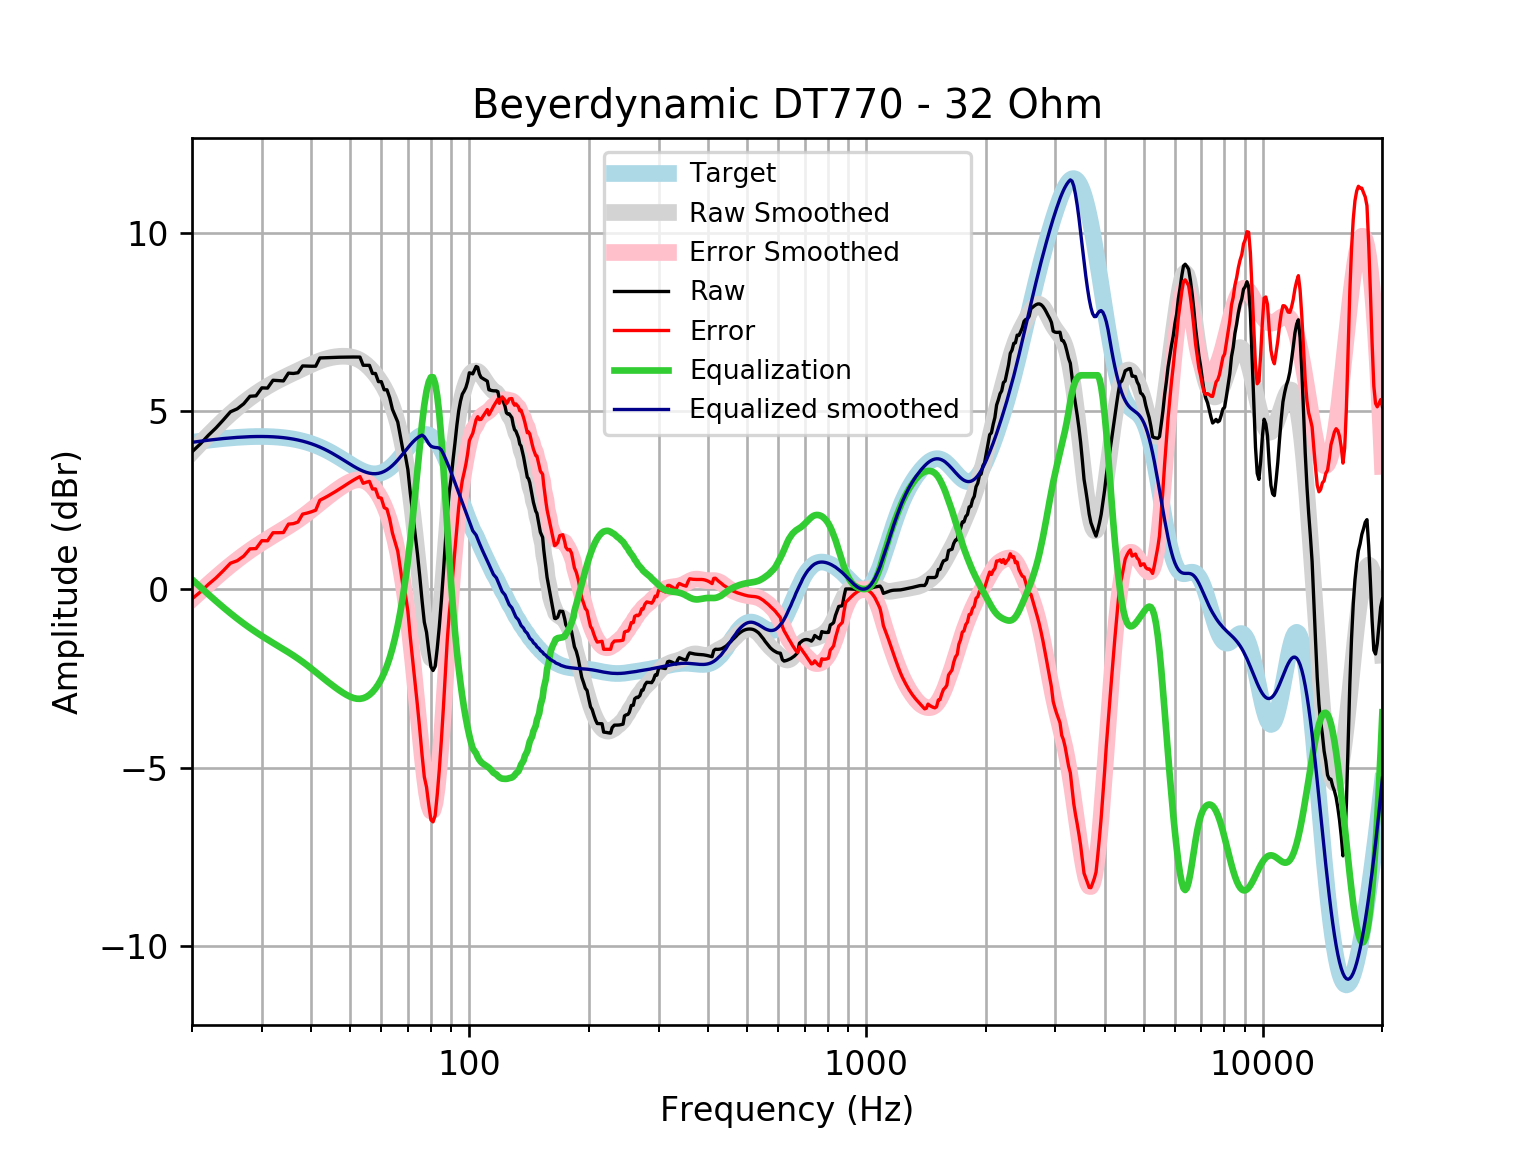 Beyerdynamic DT770 - 32 Ohm
Target
Raw Smoothed
Error Smoothed
Raw
Error
Equalization
Equalized smoothed
10
5
0
−5
−10
Amplitude (dBr)
100
1000
10000
Frequency (Hz)